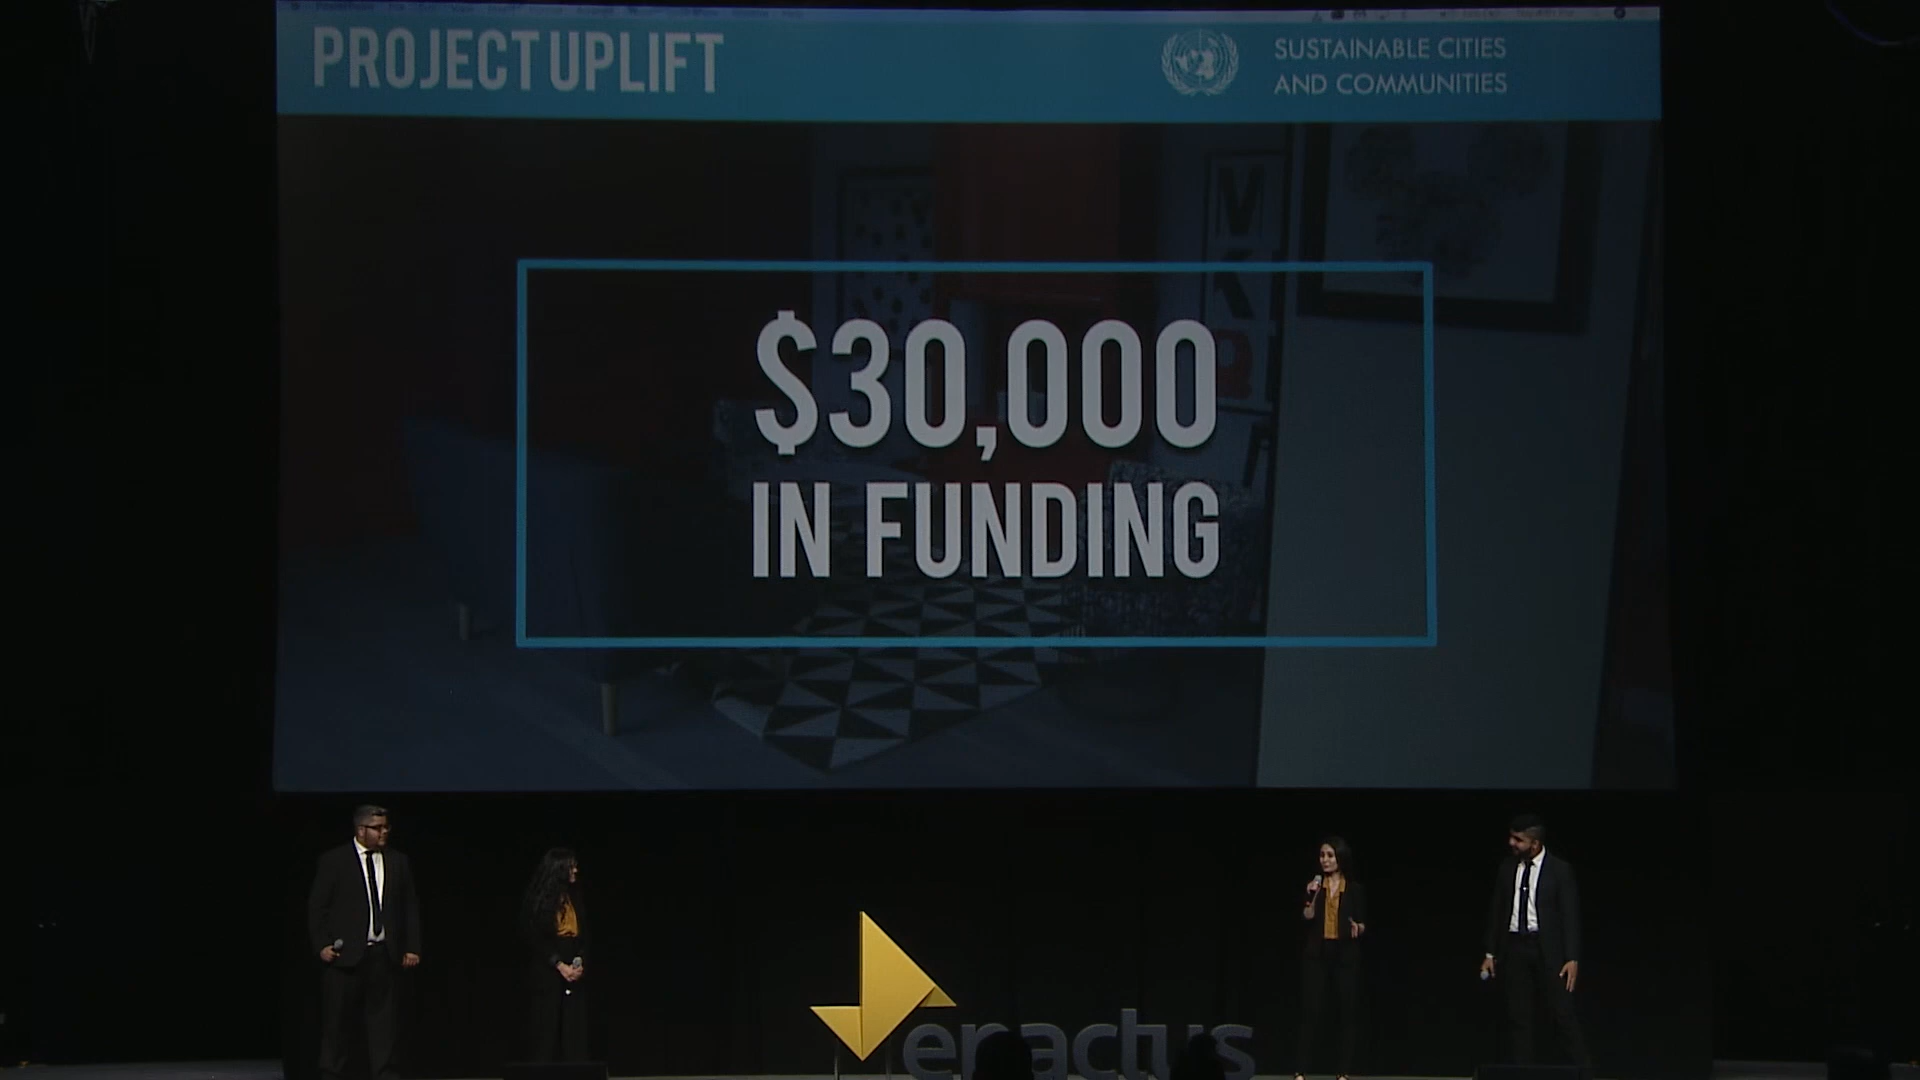 PROJECT UPLIFT
SUSTAINABLE CITIES
AND COMMUNITIES
$30,000
IN FUNDING
enactus